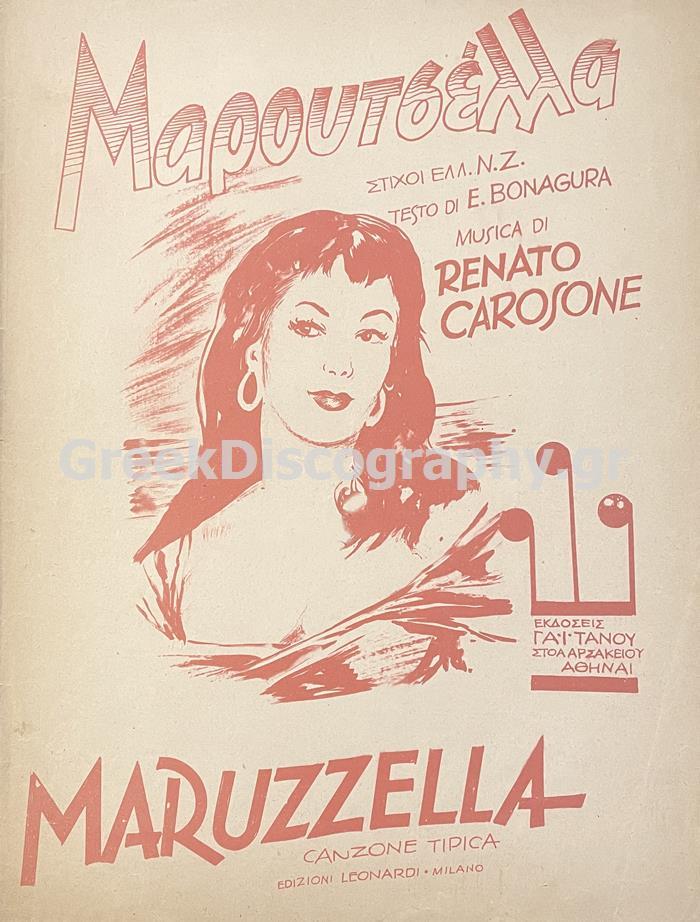 Μαρουτσέλλα
ΣΤΙΧΟΙ ΕΛΛ. Ν.Ζ.
TESTO DI E. BONAGURA
MUSICA DI
RENATO
CAROSONE
GreekDiscography.gr
ΕΚΔΟΣΕΙΣ
ΓΑ·Ι·ΤΑΝΟΥ
ΣΤΟΑ ΑΡΣΑΚΕΙΟΥ
ΑΘΗΝΑΙ
MARUZZELLA
CANZONE TIPICA
EDIZIONI LEONARDI • MILANO